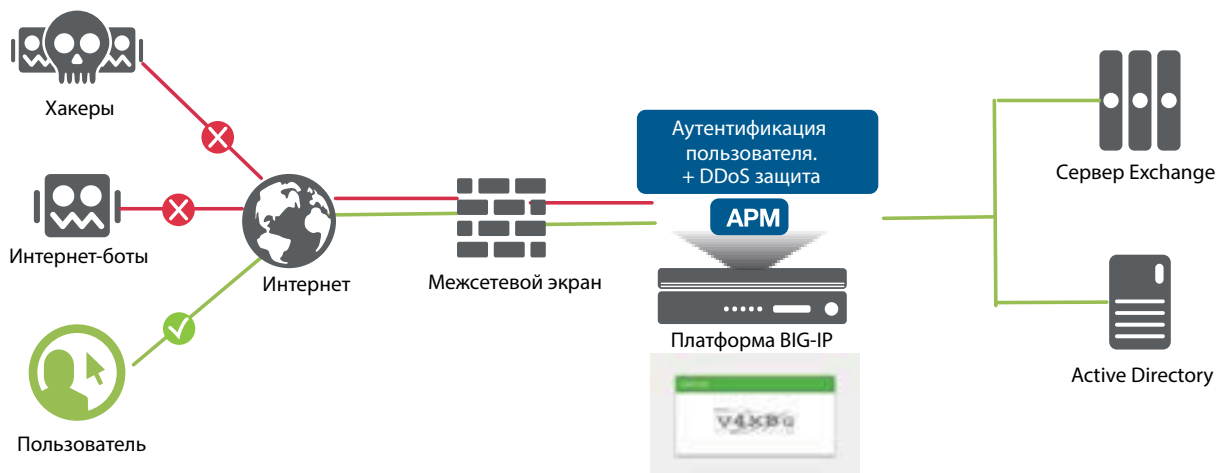 Хакеры
Интернет-боты
Пользователь
Интернет
Межсетевой экран
Аутентификация
пользователя.
+ DDoS защита
APM
Платформа BIG-IP
Сервер Exchange
Active Directory